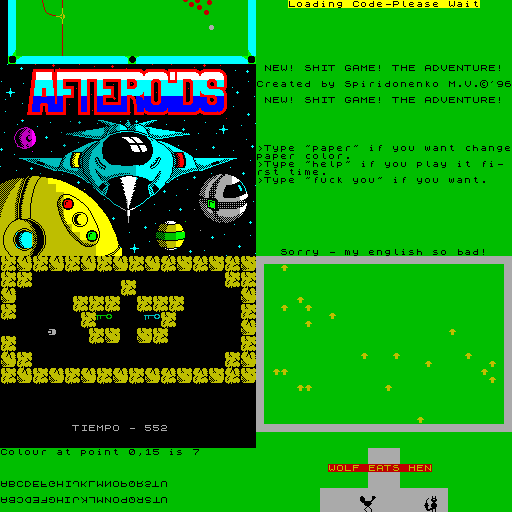 Loading Code-Please Wait
AFTEROIDS
NEW! SHIT GAME! THE ADVENTURE!
Created by Spiridonenko M.V.©'96
NEW! SHIT GAME! THE ADVENTURE!
>Type "paper" if you want change
paper color.
>Type "help" if you play it fi-
rst time.
>Type "fuck you" if you want.
Sorry - my english so bad!
TIEMPO - 552
Colour at point 0,15 is 7
ABCDEFGHIJKLMNOPQRSTU
ABCDEFGHIJKLMNOPQRSTU
WOLF EATS HEN